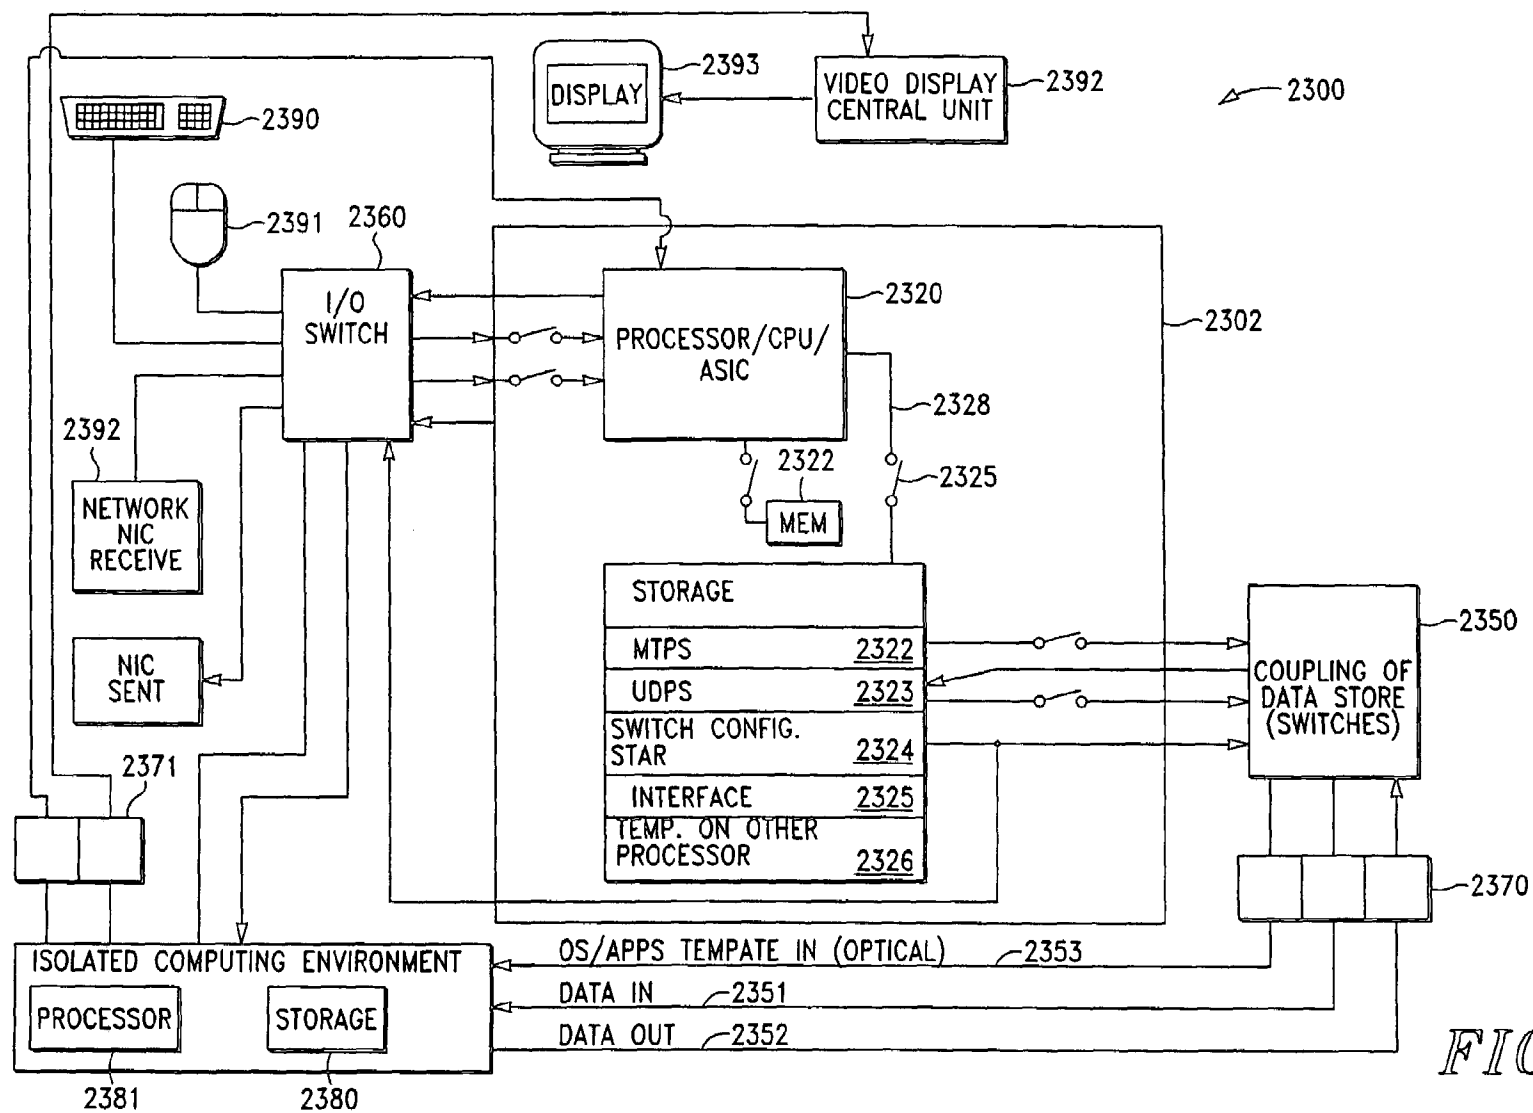 2393
DISPLAY
VIDEO DISPLAY
CENTRAL UNIT
2392
2300
2390
2391
2360
I/O
SWITCH
2320
PROCESSOR/CPU/
ASIC
2302
2328
2392
NETWORK
NIC
RECEIVE
2322
MEM
2325
NIC
SENT
STORAGE
MTPS 2322
UDPS 2323
SWITCH CONFIG.
STAR 2324
INTERFACE 2325
TEMP. ON OTHER
PROCESSOR 2326
2350
COUPLING OF
DATA STORE
(SWITCHES)
2371
2370
ISOLATED COMPUTING ENVIRONMENT
PROCESSOR
STORAGE
2381
2380
OS/APPS TEMPATE IN (OPTICAL)
2353
DATA IN
2351
DATA OUT
2352